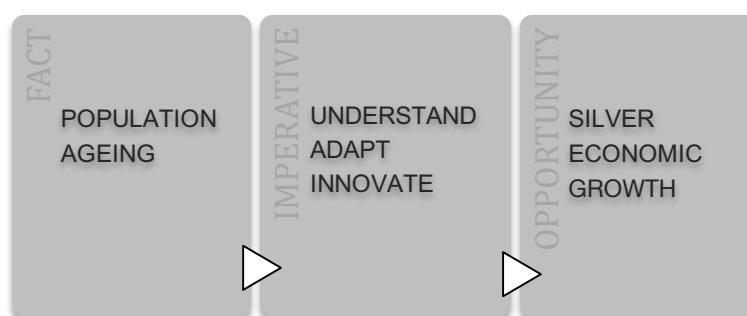 FACT
POPULATION
AGEING
IMPERATIVE
UNDERSTAND
ADAPT
INNOVATE
OPPORTUNITY
SILVER
ECONOMIC
GROWTH